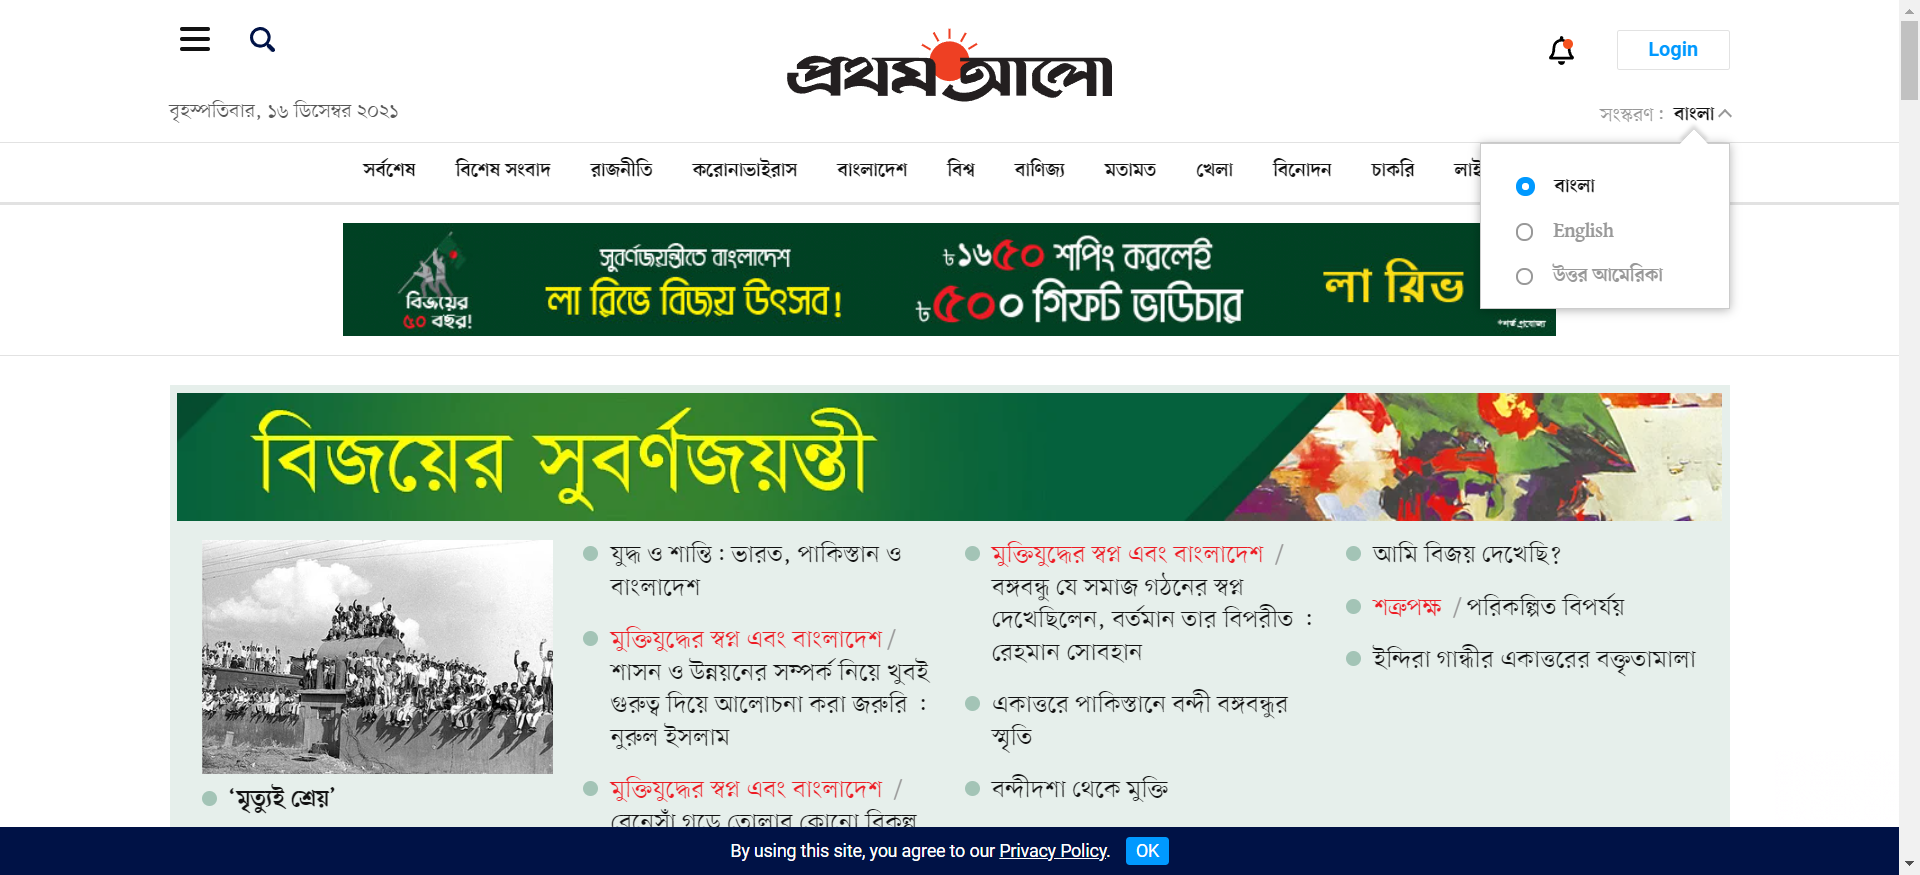 প্রথম আলো
Login
বৃহস্পতিবার, ১৬ ডিসেম্বর ২০২১
সংস্করণ : বাংলা
সর্বশেষ বিশেষ সংবাদ রাজনীতি করোনাভাইরাস বাংলাদেশ বিশ্ব বাণিজ্য মতামত খেলা বিনোদন চাকরি লাই
বাংলা
English
উত্তর আমেরিকা
বিজয়ের
৫০ বছর!
সুবর্ণজয়ন্তীতে বাংলাদেশ
লা রিভে বিজয় উৎসব!
৳১৬৫০ শপিং করলেই
৳৫০০ গিফট ভাউচার
লা রিভ
*শর্ত প্রযোজ্য
বিজয়ের সুবর্ণজয়ন্তী
‘মৃত্যুই শ্রেয়’
যুদ্ধ ও শান্তি : ভারত, পাকিস্তান ও
বাংলাদেশ
মুক্তিযুদ্ধের স্বপ্ন এবং বাংলাদেশ /
শাসন ও উন্নয়নের সম্পর্ক নিয়ে খুবই
গুরুত্ব দিয়ে আলোচনা করা জরুরি :
নুরুল ইসলাম
মুক্তিযুদ্ধের স্বপ্ন এবং বাংলাদেশ /
রেনেসাঁ গড়ে তোলার কোনো বিকল্প
মুক্তিযুদ্ধের স্বপ্ন এবং বাংলাদেশ /
বঙ্গবন্ধু যে সমাজ গঠনের স্বপ্ন
দেখেছিলেন, বর্তমান তার বিপরীত :
রেহমান সোবহান
একাত্তরে পাকিস্তানে বন্দী বঙ্গবন্ধুর
স্মৃতি
বন্দীদশা থেকে মুক্তি
আমি বিজয় দেখেছি?
শত্রুপক্ষ / পরিকল্পিত বিপর্যয়
ইন্দিরা গান্ধীর একাত্তরের বক্তৃতামালা
By using this site, you agree to our Privacy Policy. OK